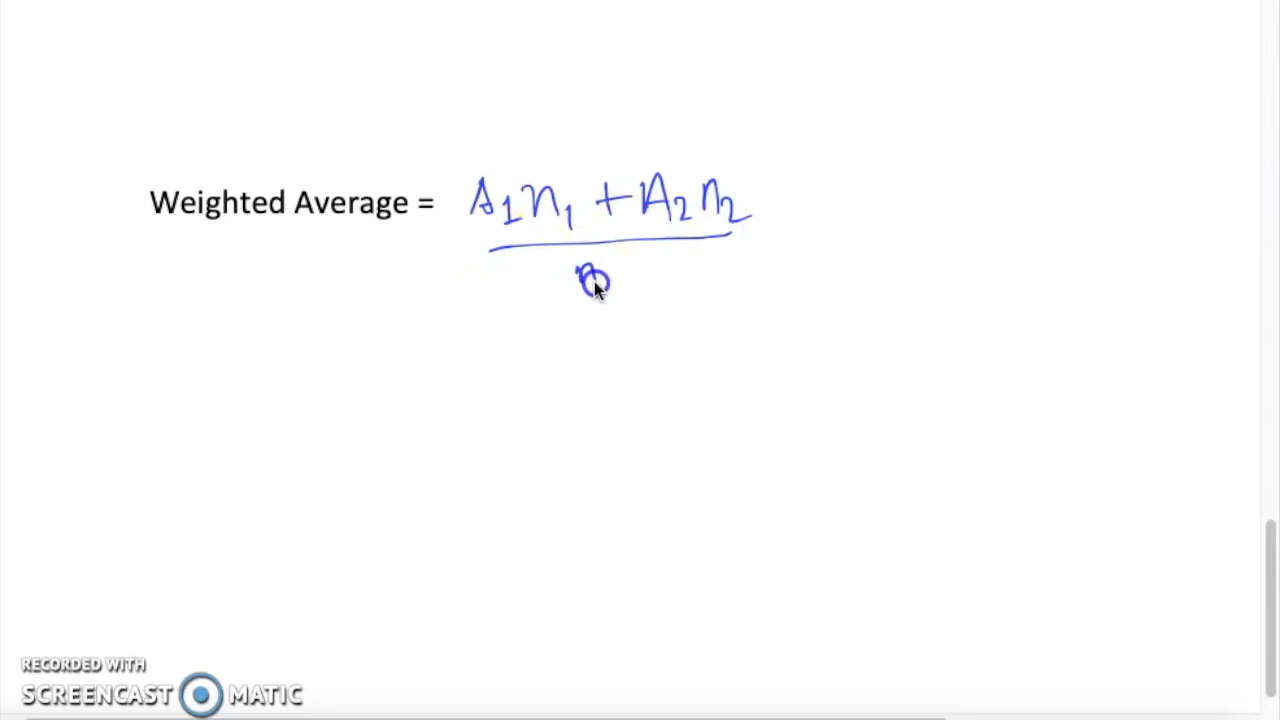 Weighted Average = A₁n₁ + A₂n₂
n
RECORDED WITH
SCREENCAST MATIC